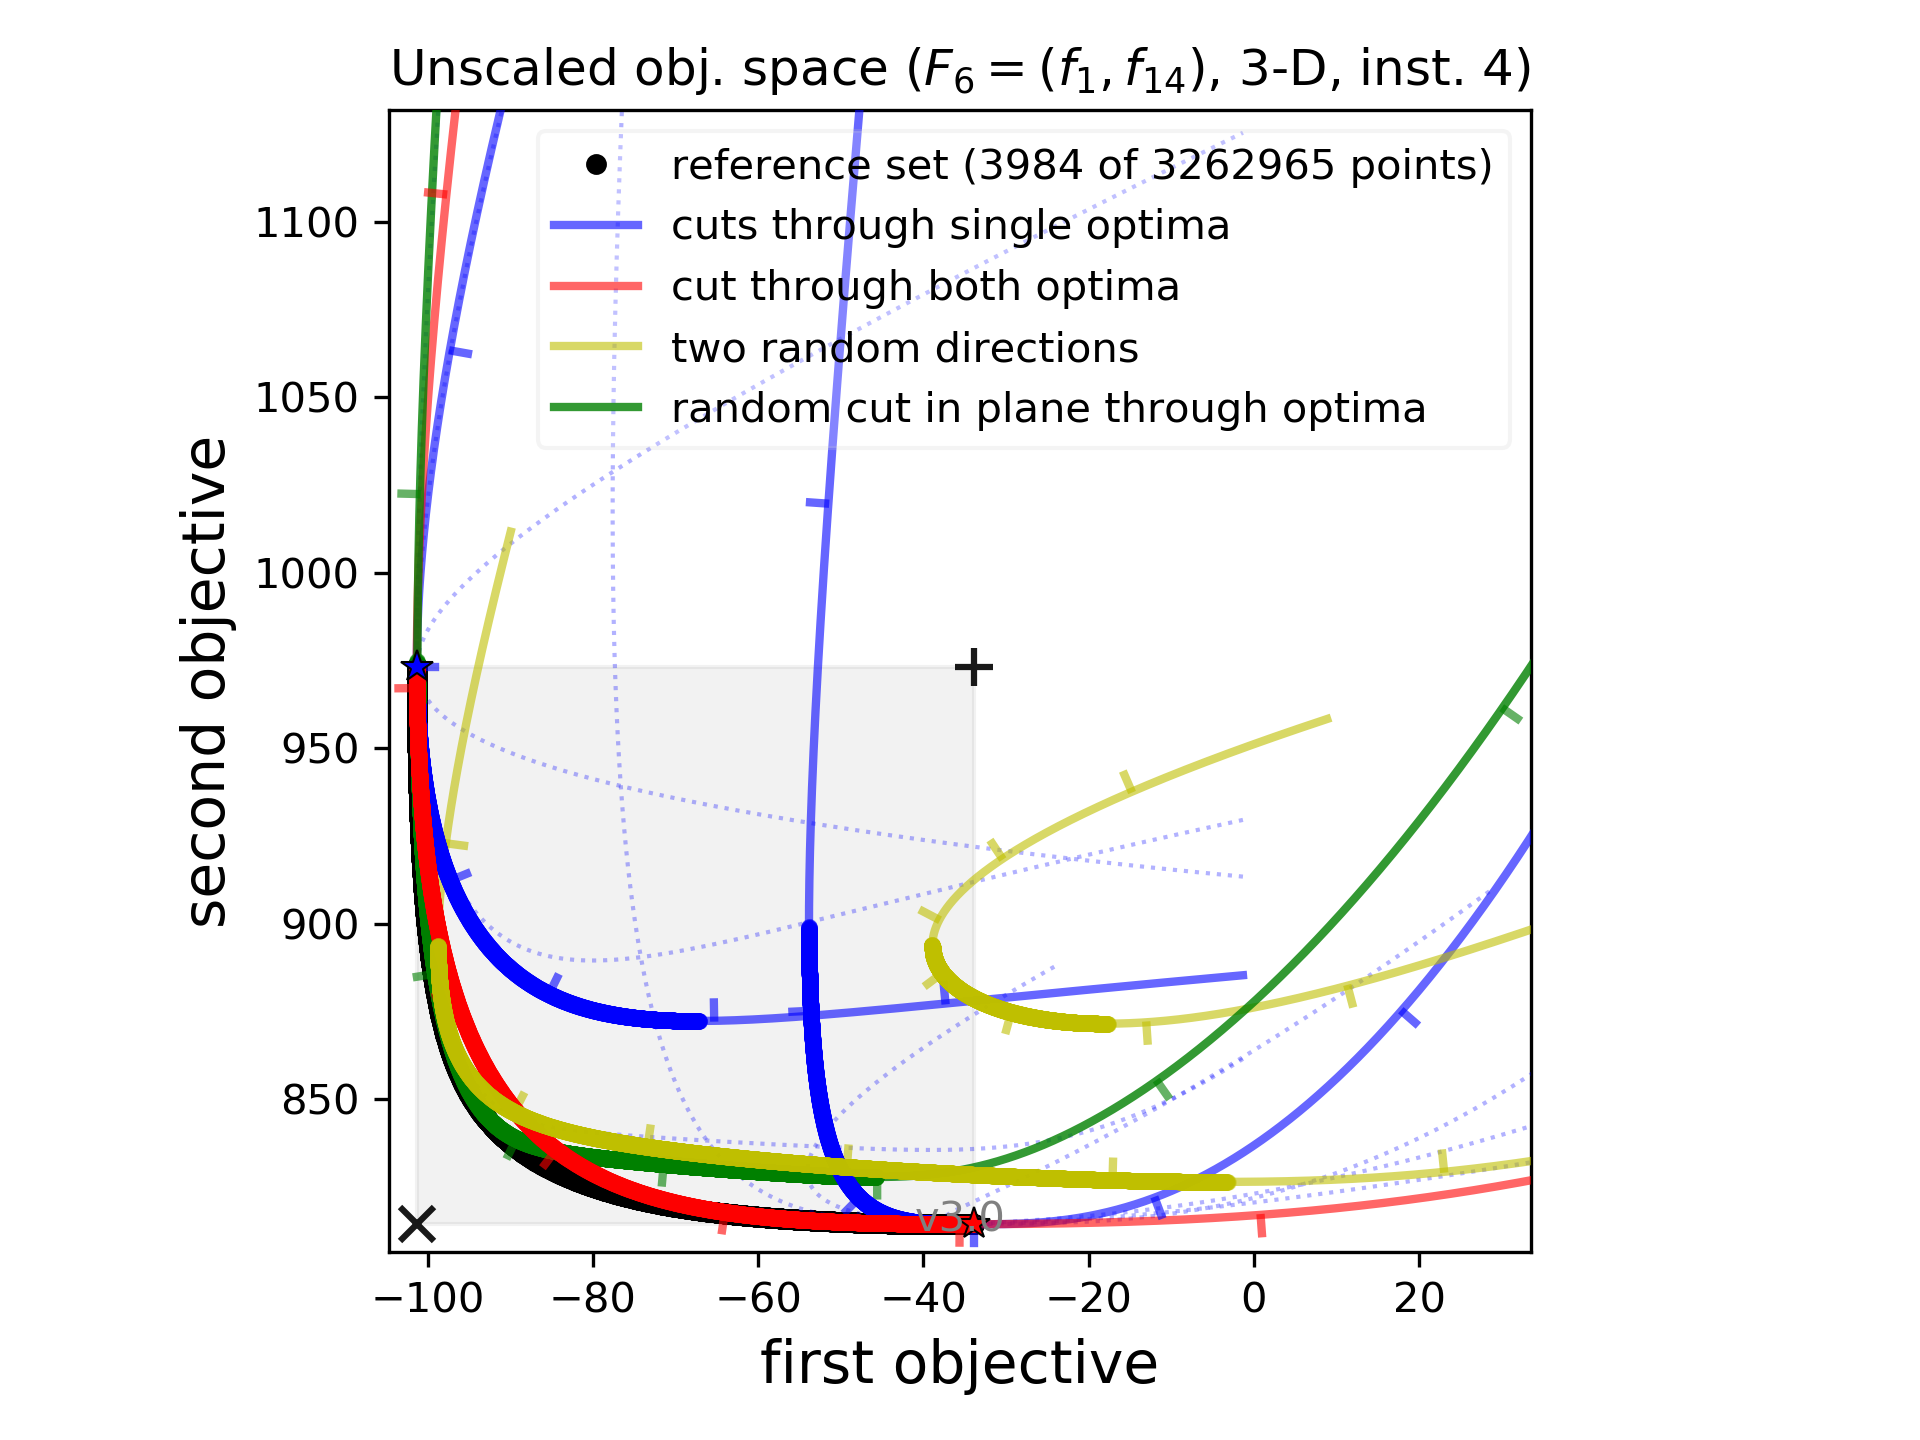 Unscaled obj. space (F₆ = (f₁, f₁₄), 3-D, inst. 4)
reference set (3984 of 3262965 points)
cuts through single optima
cut through both optima
two random directions
random cut in plane through optima
1100
1050
1000
950
900
850
second objective
v3.0
−100 −80 −60 −40 −20 0 20
first objective